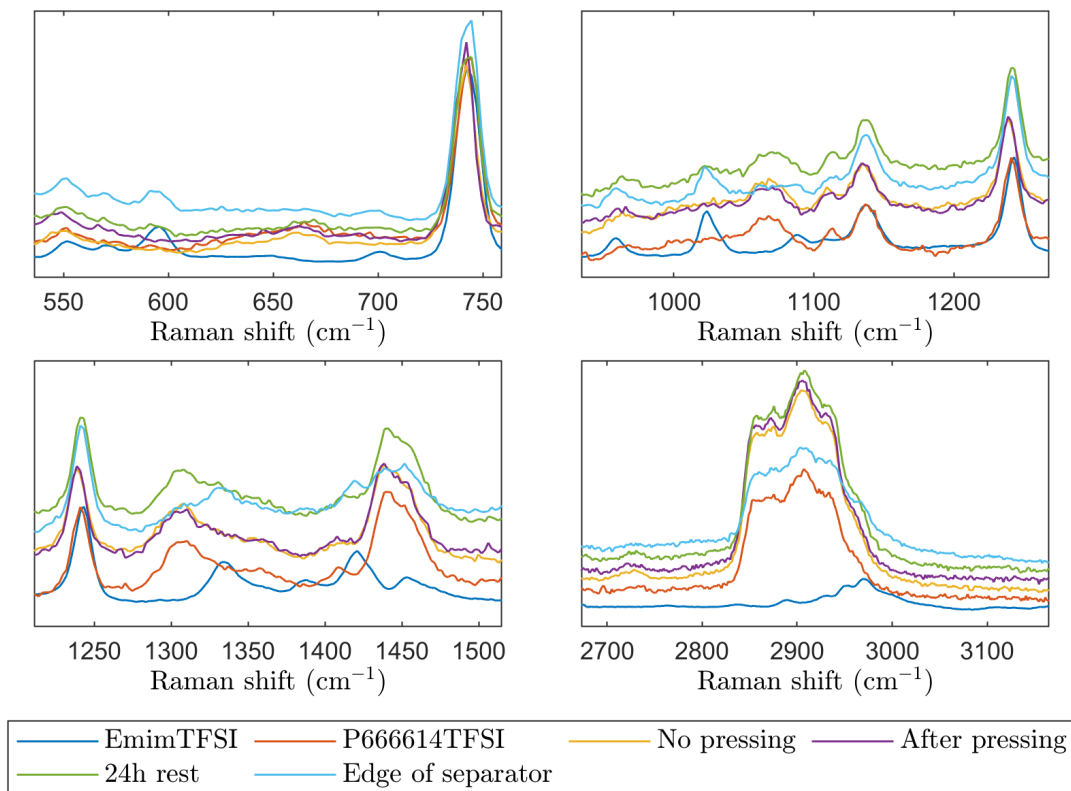 550 600 650 700 750
Raman shift (cm⁻¹)
1000 1100 1200
Raman shift (cm⁻¹)
1250 1300 1350 1400 1450 1500
Raman shift (cm⁻¹)
2700 2800 2900 3000 3100
Raman shift (cm⁻¹)
EmimTFSI P666614TFSI No pressing After pressing
24h rest Edge of separator